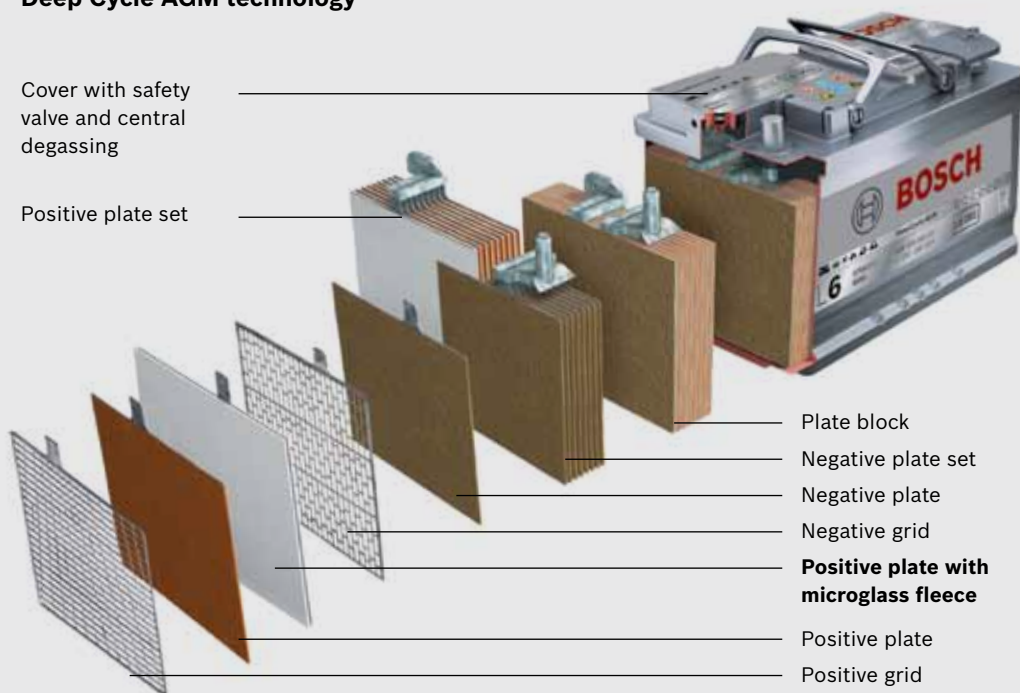 Deep Cycle AGM technology
Cover with safety
valve and central
degassing
Positive plate set
BOSCH
BOSCH
L6
Plate block
Negative plate set
Negative plate
Negative grid
Positive plate with
microglass fleece
Positive plate
Positive grid